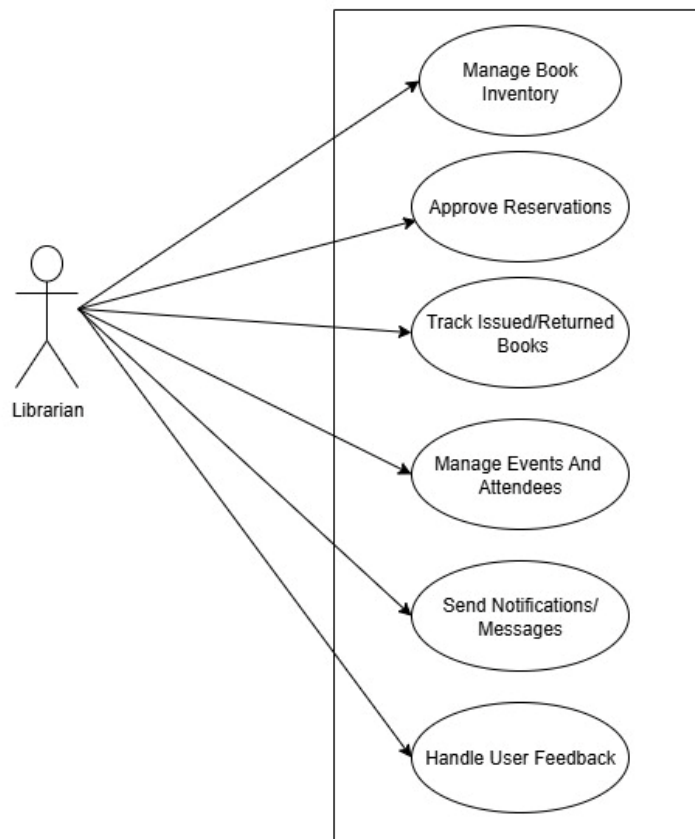 Manage Book
Inventory
Approve Reservations
Track Issued/Returned
Books
Librarian
Manage Events And
Attendees
Send Notifications/
Messages
Handle User Feedback